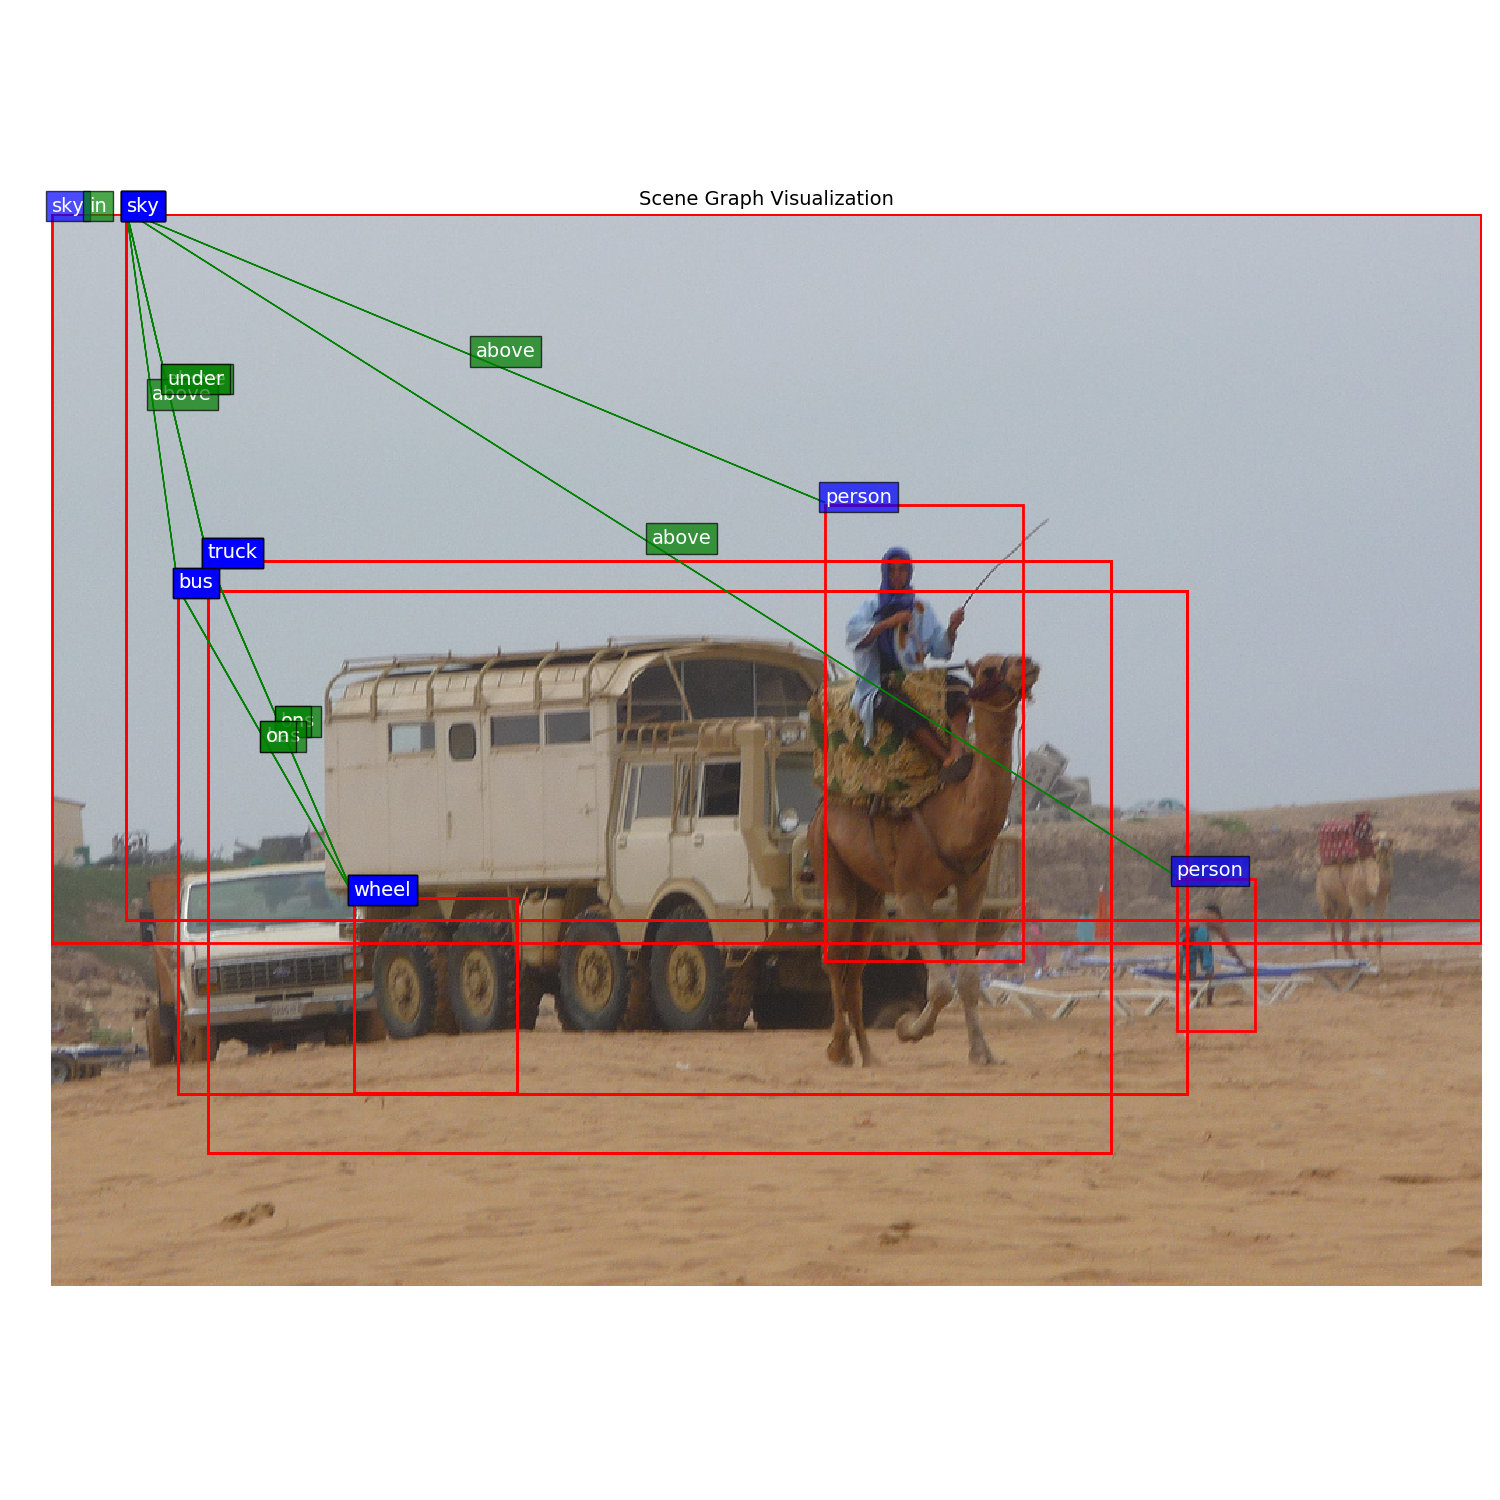 Scene Graph Visualization
sky in sky
above
under
above
person
above
truck
bus
on
on
wheel
person